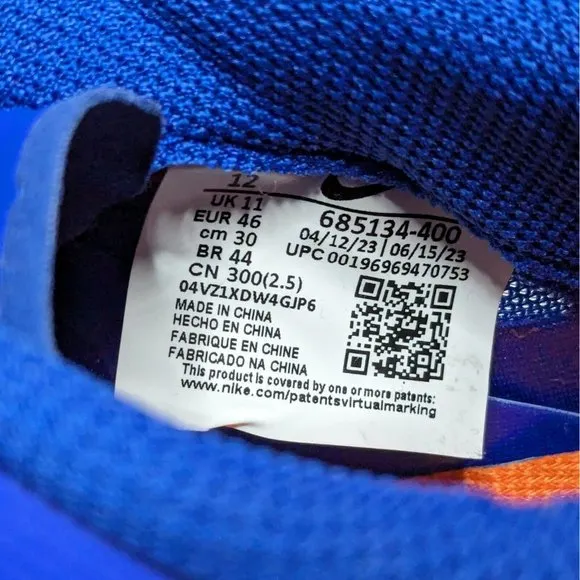 12
UK 11
EUR 46
cm 30
BR 44
CN 300(2.5)
04VZ1XDW4GJP6
685134-400
04/12/23 | 06/15/23
UPC 00196969470753
MADE IN CHINA
HECHO EN CHINA
FABRIQUE EN CHINE
FABRICADO NA CHINA
This product is covered by one or more patents:
www.nike.com/patentsvirtualmarking